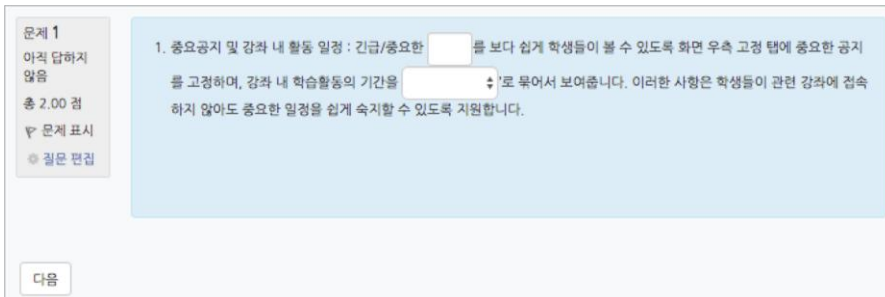 문제 1
아직 답하지
않음
총 2.00 점
문제 표시
질문 편집
1. 중요공지 및 강좌 내 활동 일정 : 긴급/중요한 를 보다 쉽게 학생들이 볼 수 있도록 화면 우측 고정 탭에 중요한 공지
를 고정하며, 강좌 내 학습활동의 기간을 '로 묶어서 보여줍니다. 이러한 사항은 학생들이 관련 강좌에 접속
하지 않아도 중요한 일정을 쉽게 숙지할 수 있도록 지원합니다.
다음